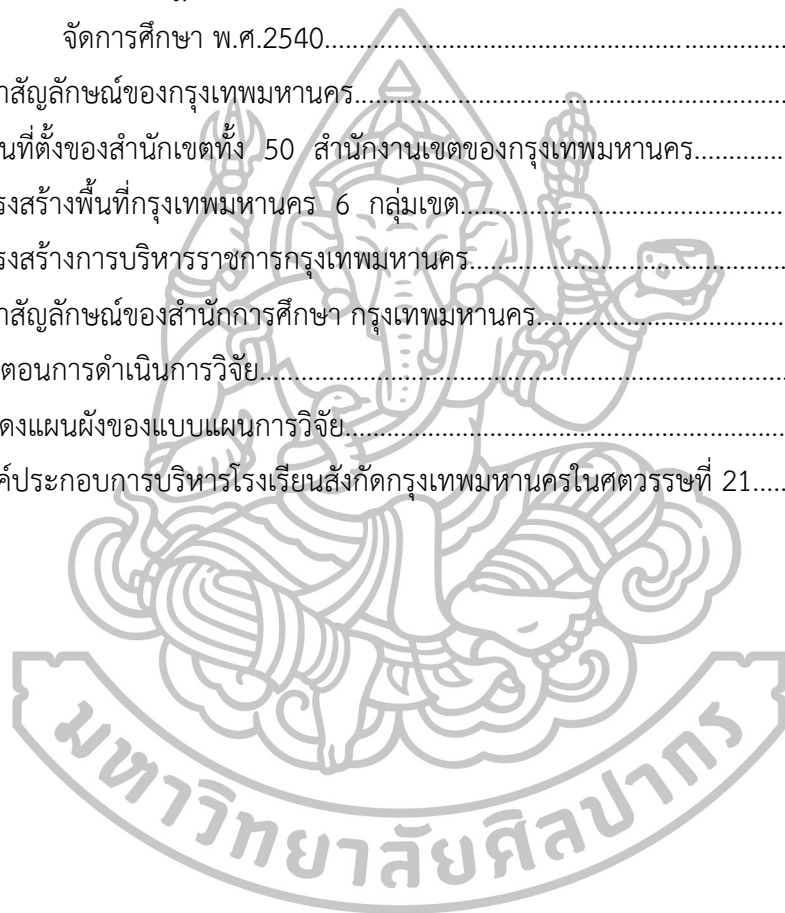 จัดการศึกษา พ.ศ.2540
สัญลักษณ์ของกรุงเทพมหานคร
ที่ตั้งของสำนักเขตทั้ง 50 สำนักงานเขตของกรุงเทพมหานคร
สร้างพื้นที่กรุงเทพมหานคร 6 กลุ่มเขต
สร้างการบริหารราชการกรุงเทพมหานคร
สัญลักษณ์ของสำนักการศึกษา กรุงเทพมหานคร
ตอนการดำเนินการวิจัย
แผนผังของแบบแผนการวิจัย
ประกอบการบริหารโรงเรียนสังกัดกรุงเทพมหานครในศตวรรษที่ 21
มหาวิทยาลัยศิลปากร